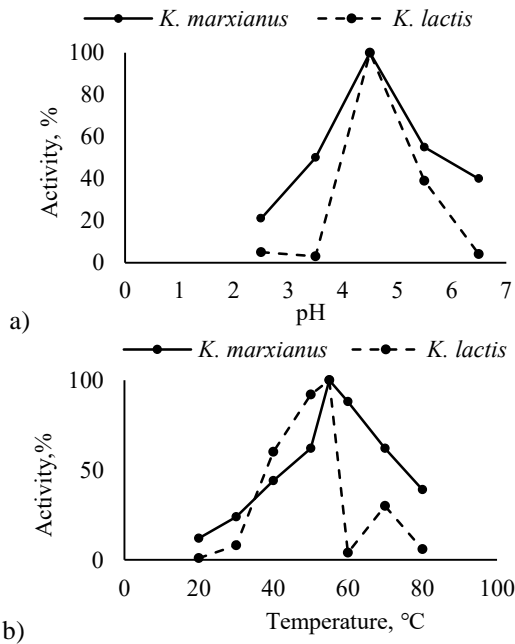 K. marxianus K. lactis
100
80
60
40
20
0
Activity, %
0 1 2 3 4 5 6 7
pH
a)
K. marxianus K. lactis
100
50
0
Activity,%
0 20 40 60 80 100
Temperature, °C
b)